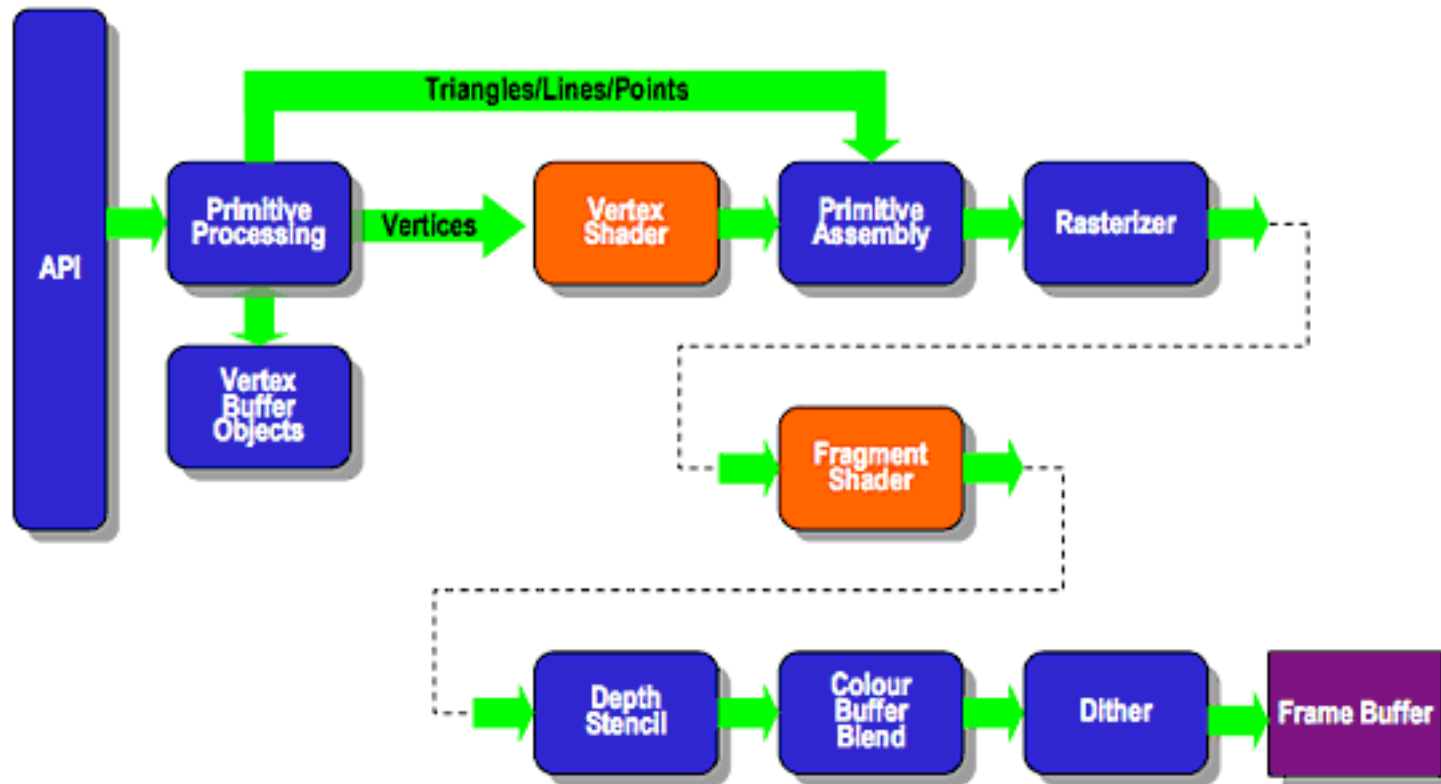 Triangles/Lines/Points
API
Primitive
Processing
Vertices
Vertex
Shader
Primitive
Assembly
Rasterizer
Vertex
Buffer
Objects
Fragment
Shader
Depth
Stencil
Colour
Buffer
Blend
Dither
Frame Buffer